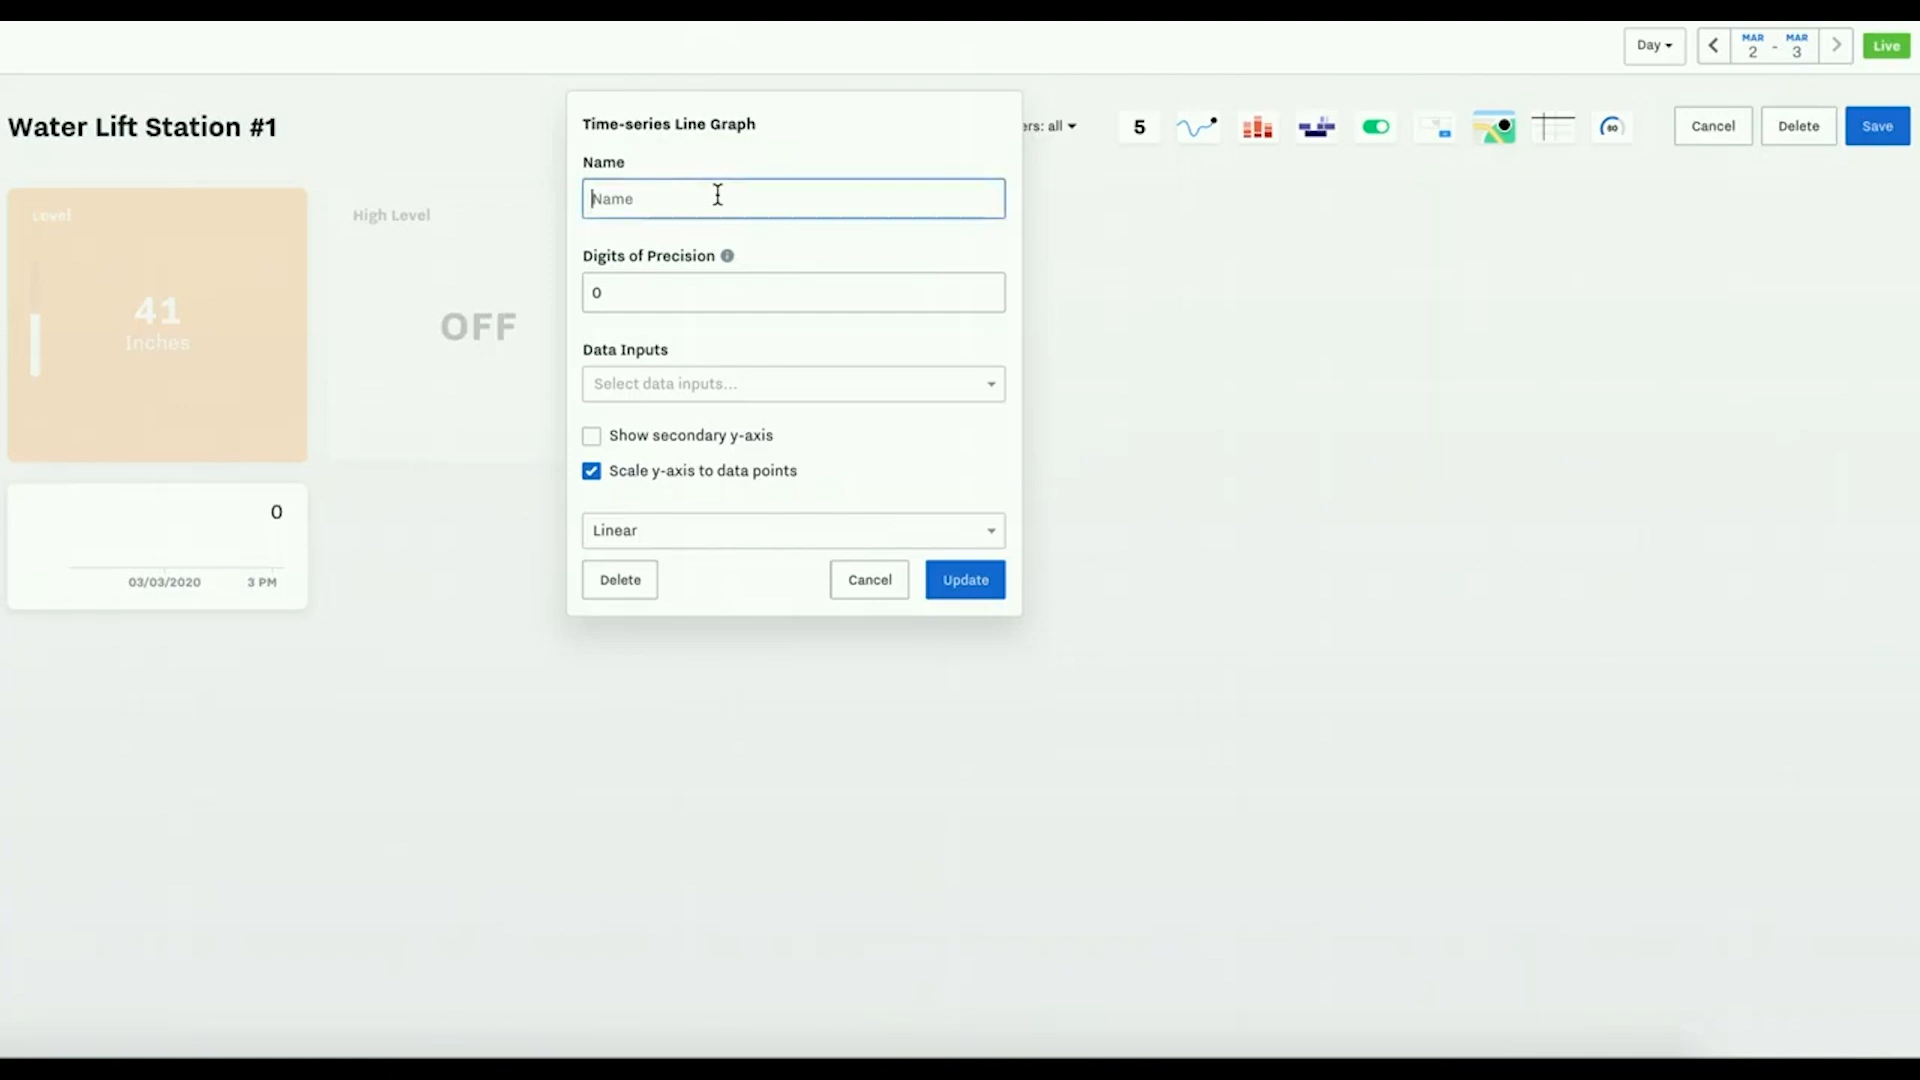 Day
MAR 2 - MAR 3
Live
Water Lift Station #1
ers: all
5
60
Cancel
Delete
Save
Level
41
Inches
High Level
OFF
0
03/03/2020 3 PM
Time-series Line Graph
Name
Name
Digits of Precision
0
Data Inputs
Select data inputs...
Show secondary y-axis
Scale y-axis to data points
Linear
Delete
Cancel
Update